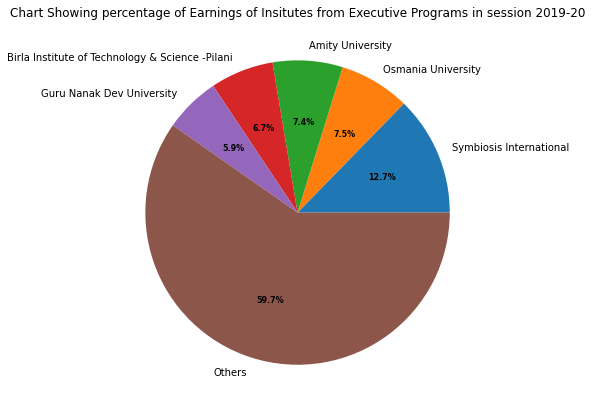 Chart Showing percentage of Earnings of Insitutes from Executive Programs in session 2019-20
Amity University
Birla Institute of Technology & Science -Pilani
Osmania University
Guru Nanak Dev University
Symbiosis International
7.4%
6.7%
7.5%
5.9%
12.7%
59.7%
Others